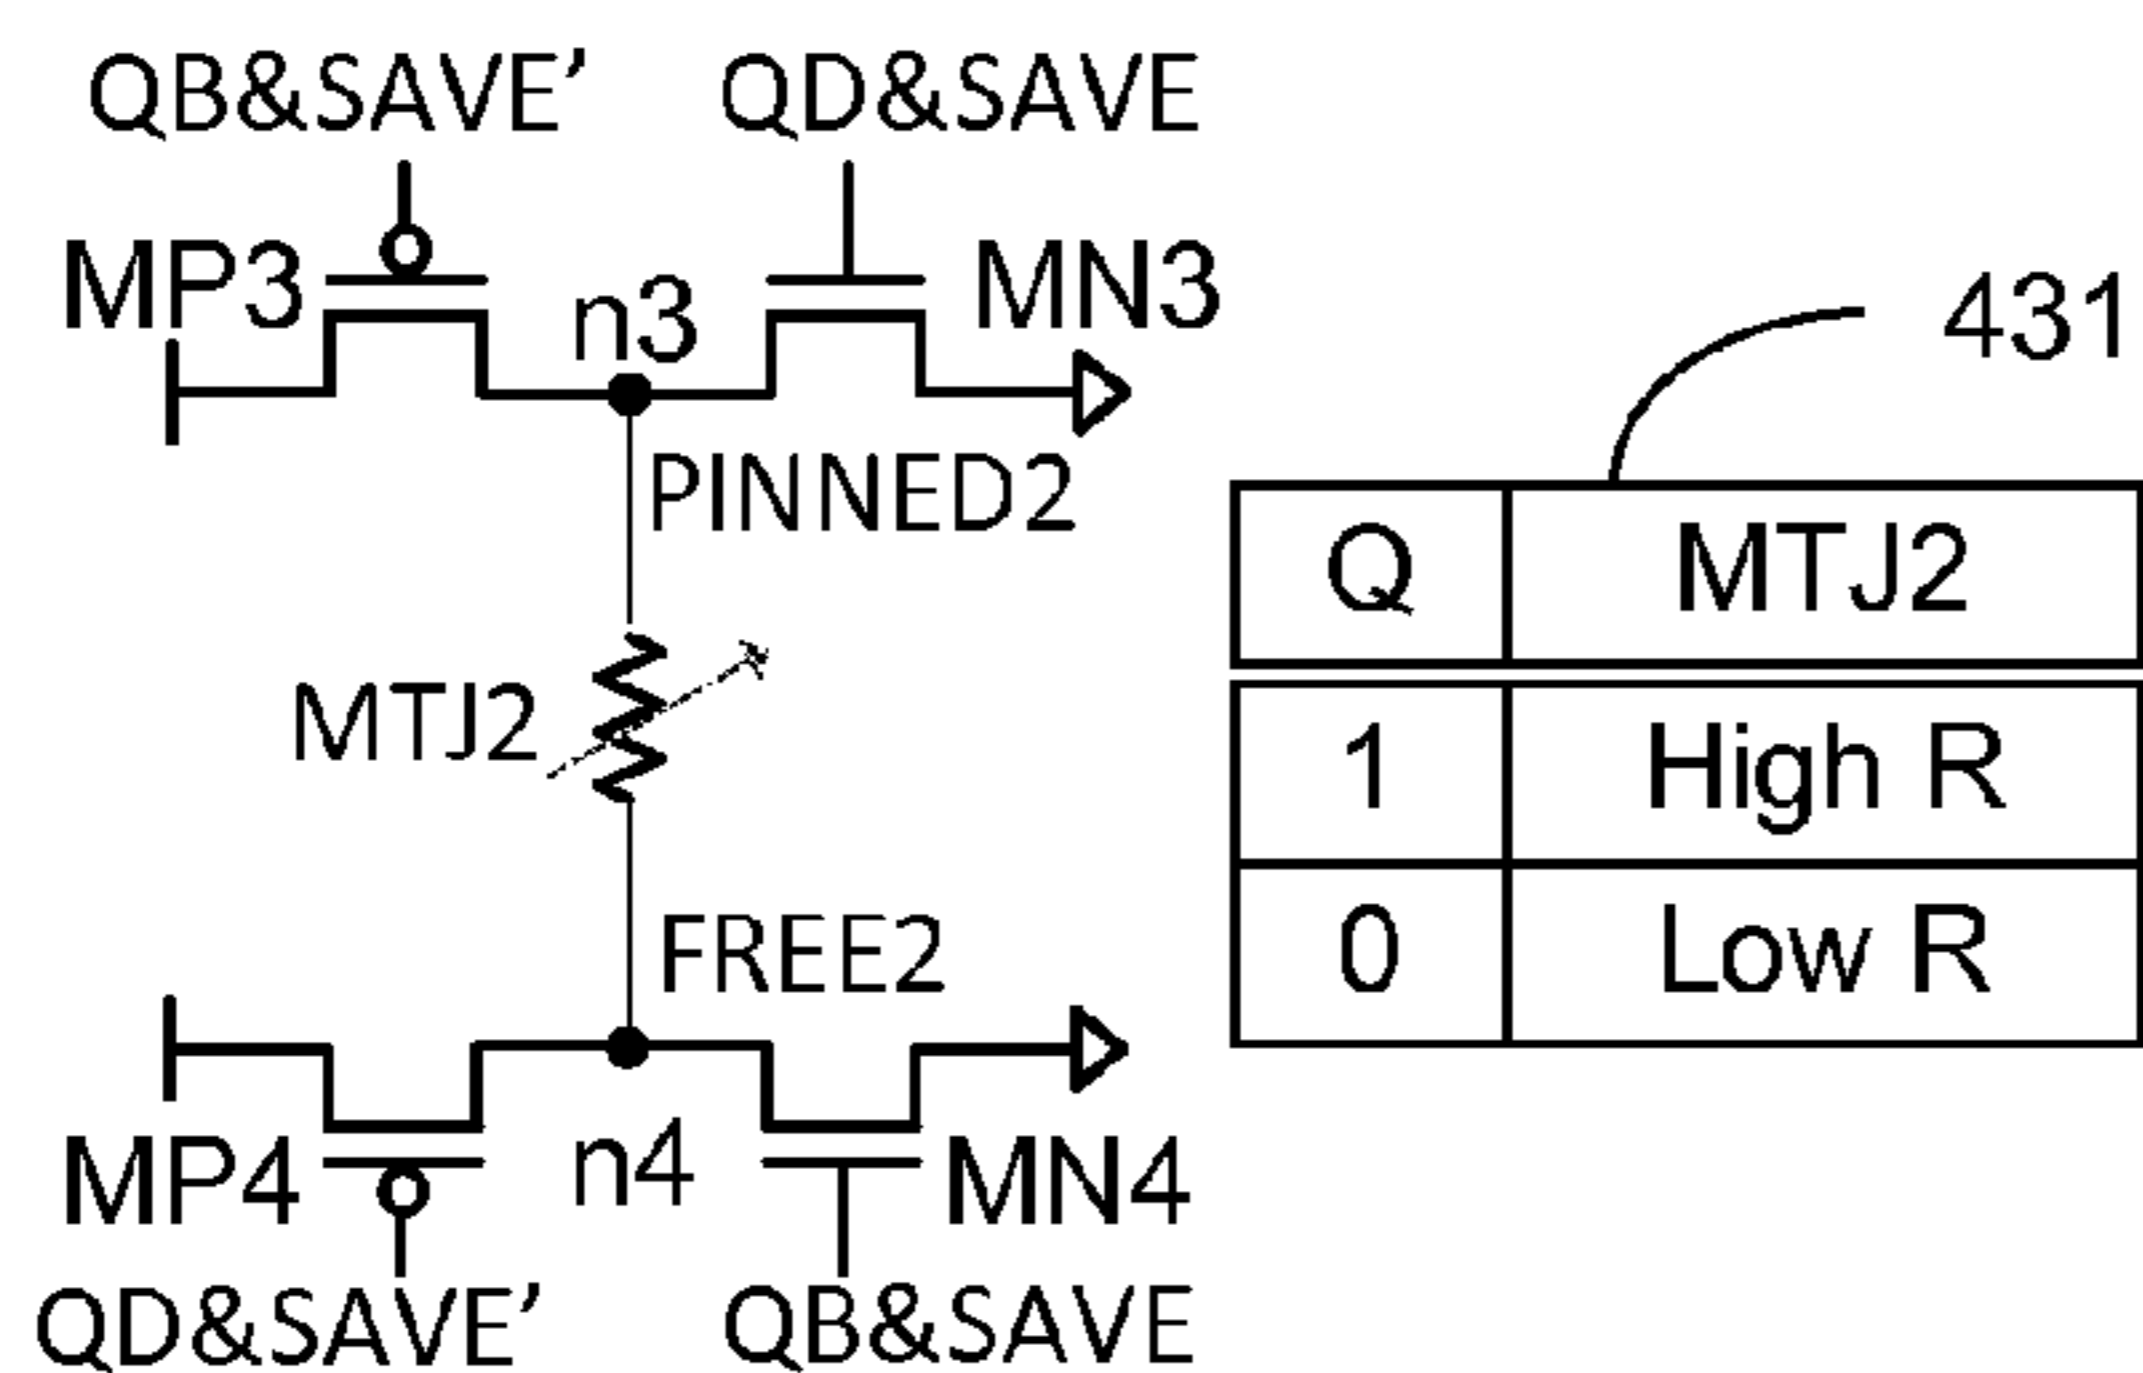 QB&SAVE’ QD&SAVE
MP3 n3 MN3
PINNED2
MTJ2
FREE2
MP4 n4 MN4
QD&SAVE’ QB&SAVE
431
Q MTJ2
1 High R
0 Low R